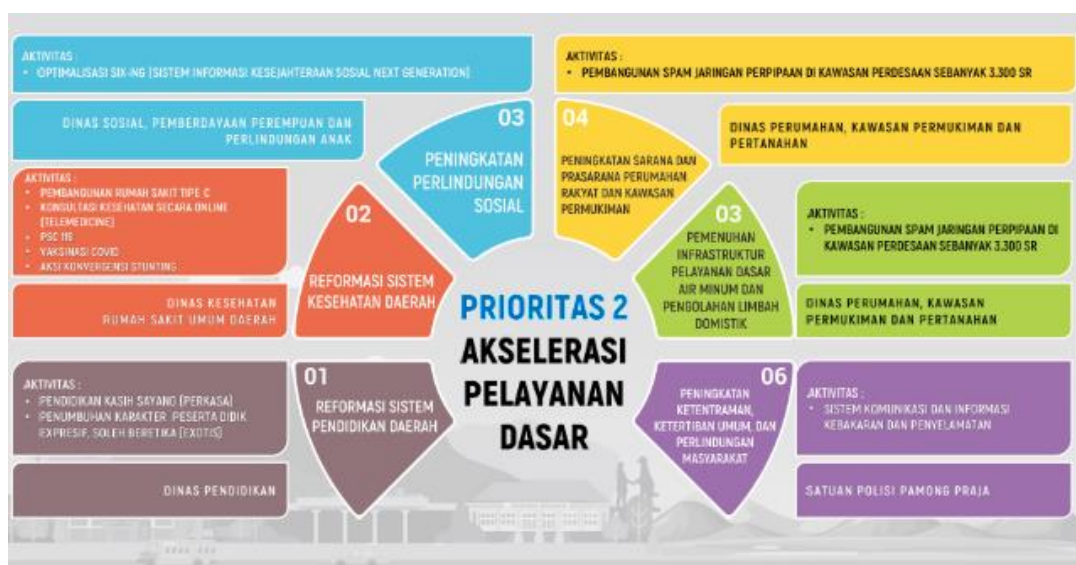 AKTIVITAS :
• OPTIMALISASI SIX-NG (SISTEM INFORMASI KESEJAHTERAAN SOSIAL NEXT GENERATION)
DINAS SOSIAL, PEMBERDAYAAN PEREMPUAN DAN
PERLINDUNGAN ANAK
03
PENINGKATAN
PERLINDUNGAN
SOSIAL
AKTIVITAS :
• PEMBANGUNAN SPAM JARINGAN PERPIPAAN DI KAWASAN PERDESAAN SEBANYAK 3.300 SR
04
PENINGKATAN SARANA DAN
PRASARANA PERUMAHAN
RAKYAT DAN KAWASAN
PERMUKIMAN
DINAS PERUMAHAN, KAWASAN PERMUKIMAN DAN
PERTANAHAN
AKTIVITAS :
• PEMBANGUNAN RUMAH SAKIT TIPE C
• KONSULTASI KESEHATAN SECARA ONLINE
(TELEMEDICINE)
• PSC 119
• VAKSINASI COVID
• AKSI KONVERGENSI STUNTING
DINAS KESEHATAN
RUMAH SAKIT UMUM DAERAH
02
REFORMASI SISTEM
KESEHATAN DAERAH
03
PEMENUHAN
INFRASTRUKTUR
PELAYANAN DASAR
AIR MINUM DAN
PENGOLAHAN LIMBAH
DOMISTIK
AKTIVITAS :
• PEMBANGUNAN SPAM JARINGAN PERPIPAAN DI
KAWASAN PERDESAAN SEBANYAK 3.300 SR
DINAS PERUMAHAN, KAWASAN
PERMUKIMAN DAN PERTANAHAN
PRIORITAS 2
AKSELERASI
PELAYANAN
DASAR
AKTIVITAS :
• PENDIDIKAN KASIH SAYANG (PERKASA)
• PENUMBUHAN KARAKTER PESERTA DIDIK
EXPRESIF, SOLEH BERETIKA (EXOTIS)
DINAS PENDIDIKAN
01
REFORMASI SISTEM
PENDIDIKAN DAERAH
06
PENINGKATAN
KETENTRAMAN,
KETERTIBAN UMUM, DAN
PERLINDUNGAN
MASYARAKAT
AKTIVITAS :
• SISTEM KOMUNIKASI DAN INFORMASI
KEBAKARAN DAN PENYELAMATAN
SATUAN POLISI PAMONG PRAJA